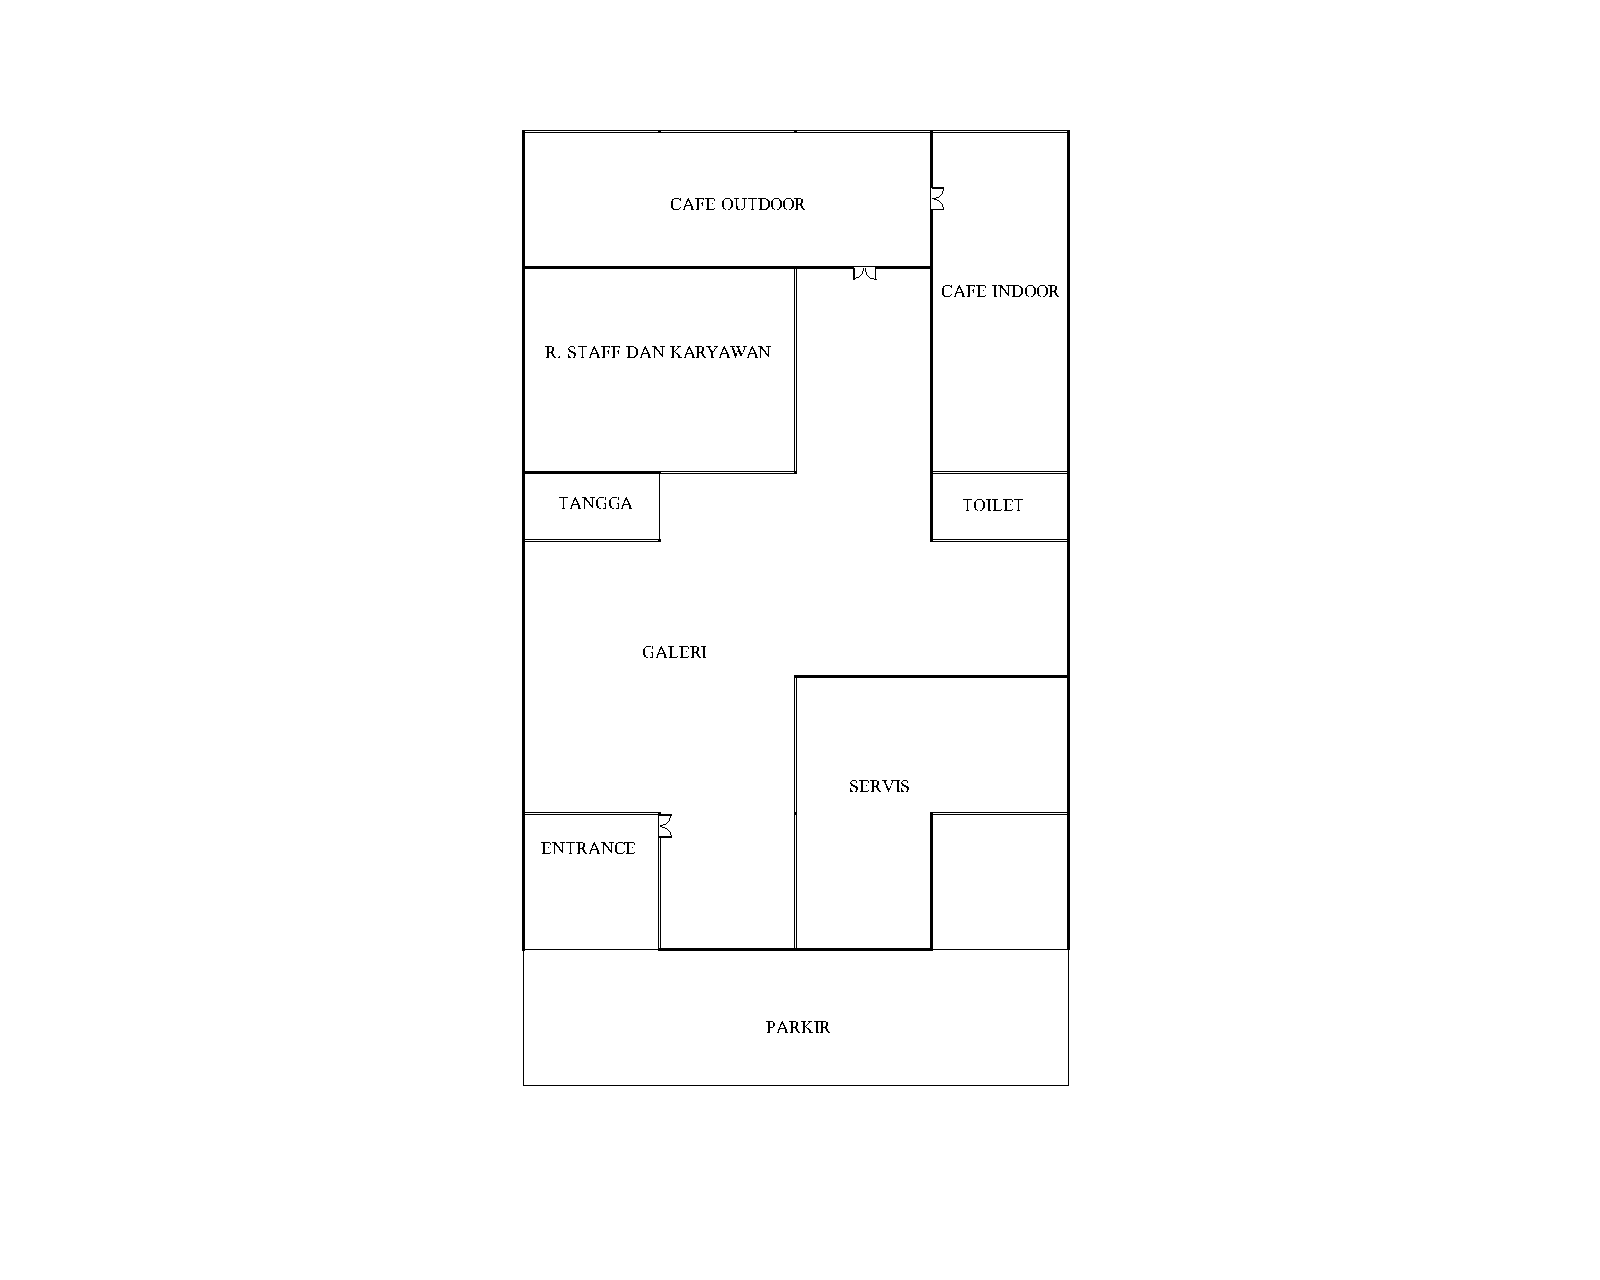 CAFE OUTDOOR
CAFE INDOOR
R. STAFF DAN KARYAWAN
TANGGA
TOILET
GALERI
SERVIS
ENTRANCE
PARKIR